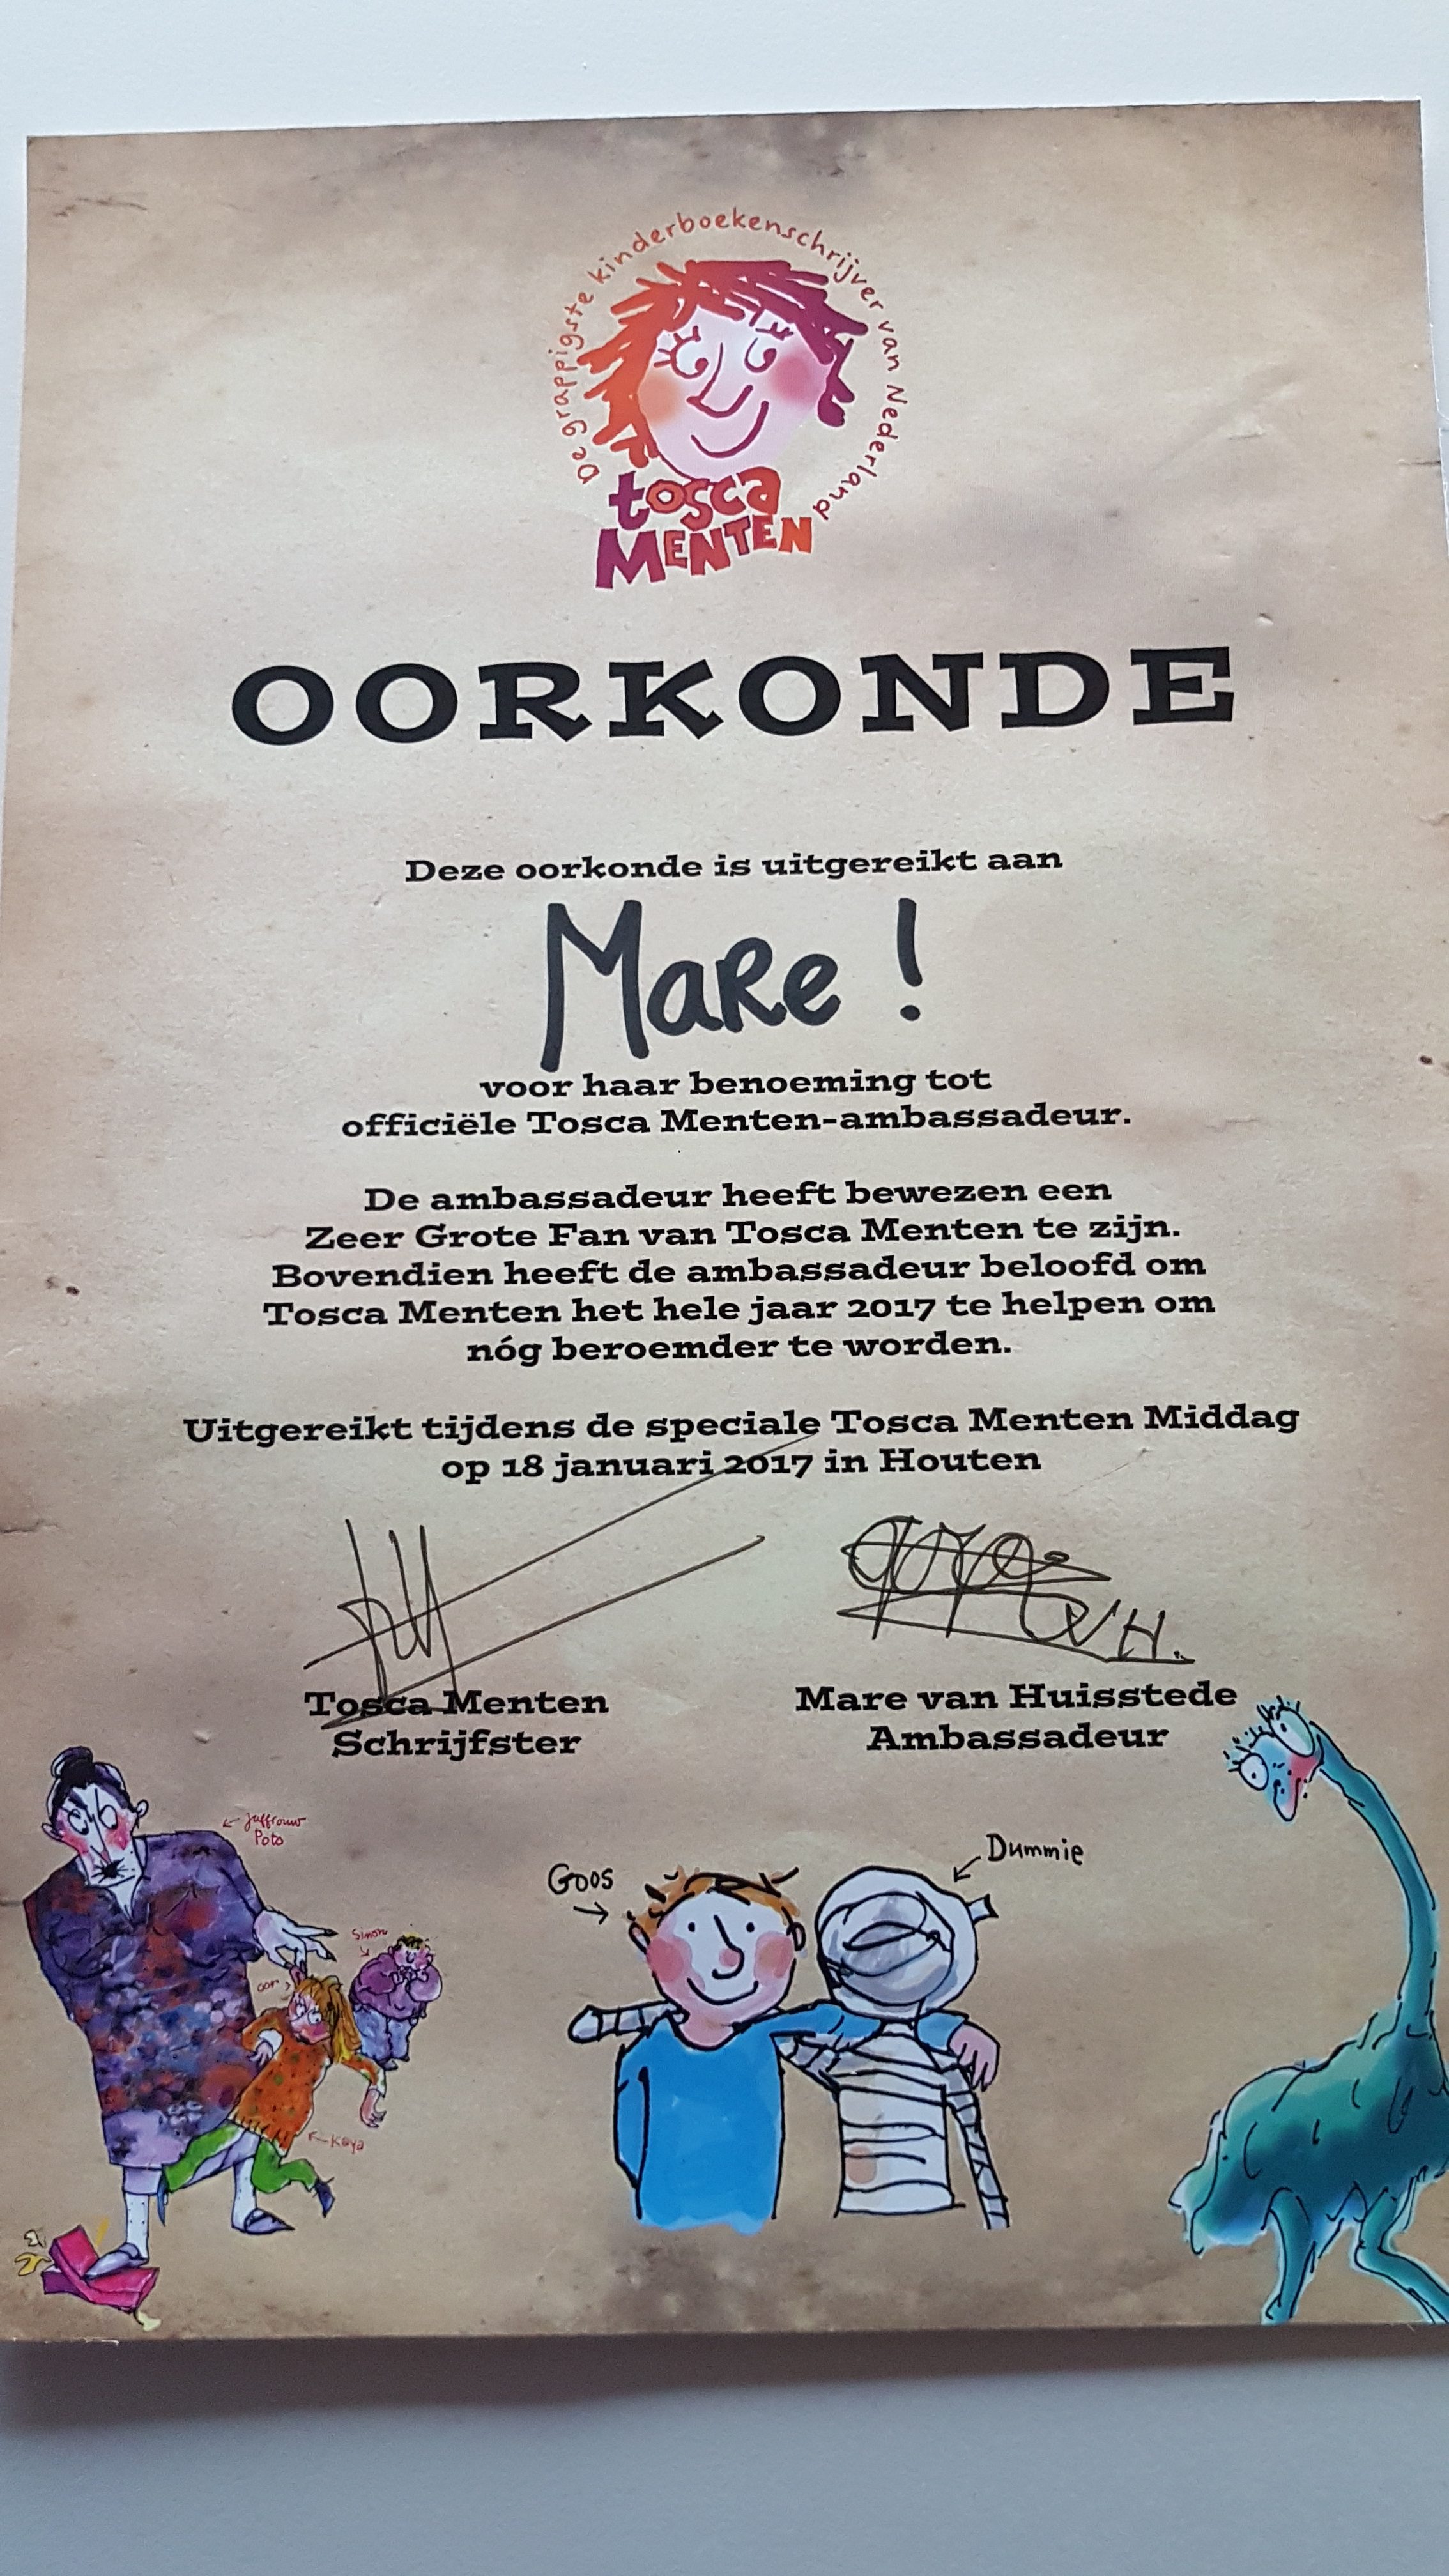 De grappigste kinderboekenschrijver van Nederland
tosca
MENTEN
OORKONDE
Deze oorkonde is uitgereikt aan
MaRe !
voor haar benoeming tot
officiële Tosca Menten-ambassadeur.
De ambassadeur heeft bewezen een
Zeer Grote Fan van Tosca Menten te zijn.
Bovendien heeft de ambassadeur beloofd om
Tosca Menten het hele jaar 2017 te helpen om
nóg beroemder te worden.
Uitgereikt tijdens de speciale Tosca Menten Middag
op 18 januari 2017 in Houten
Tosca Menten
Schrijfster
VH.
Mare van Huisstede
Ambassadeur
Juffrouw
Poto
Simon
oor
Kaya
Goos
Dummie